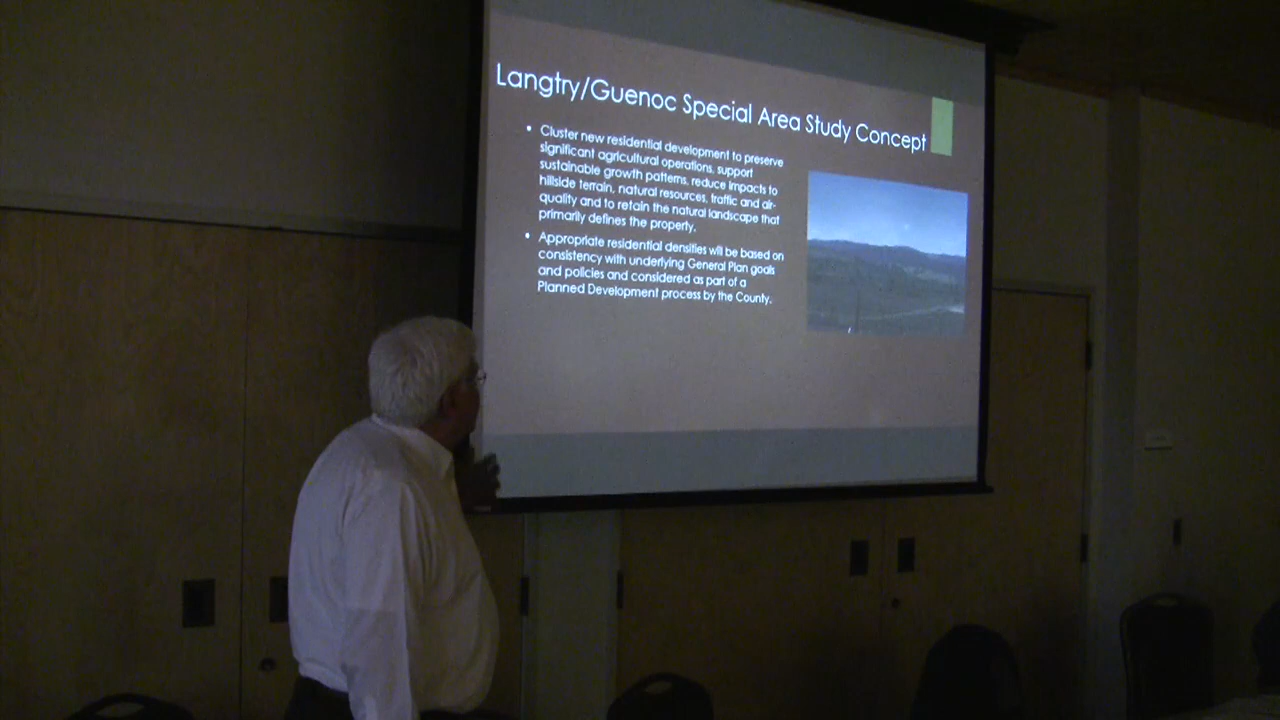 Langtry/Guenoc Special Area Study Concept
• Cluster new residential development to preserve
significant agricultural operations, support
sustainable growth patterns, reduce impacts to
hillside terrain, natural resources, traffic and air-
quality and to retain the natural landscape that
primarily defines the property.
• Appropriate residential densities will be based on
consistency with underlying General Plan goals
and policies and considered as part of a
Planned Development process by the County.